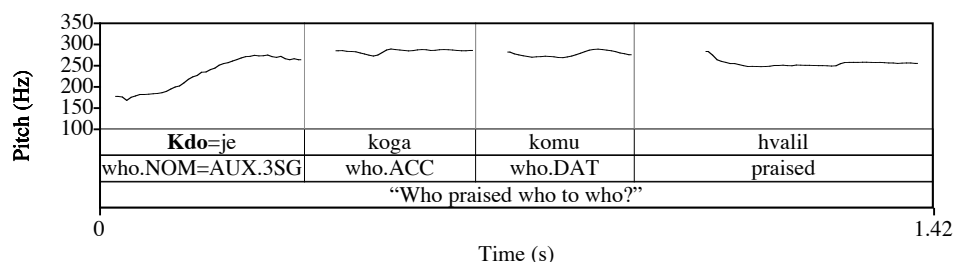 350
300
250
200
150
100
Pitch (Hz)
Kdo=je koga komu hvalil
who.NOM=AUX.3SG who.ACC who.DAT praised
“Who praised who to who?”
0 1.42
Time (s)